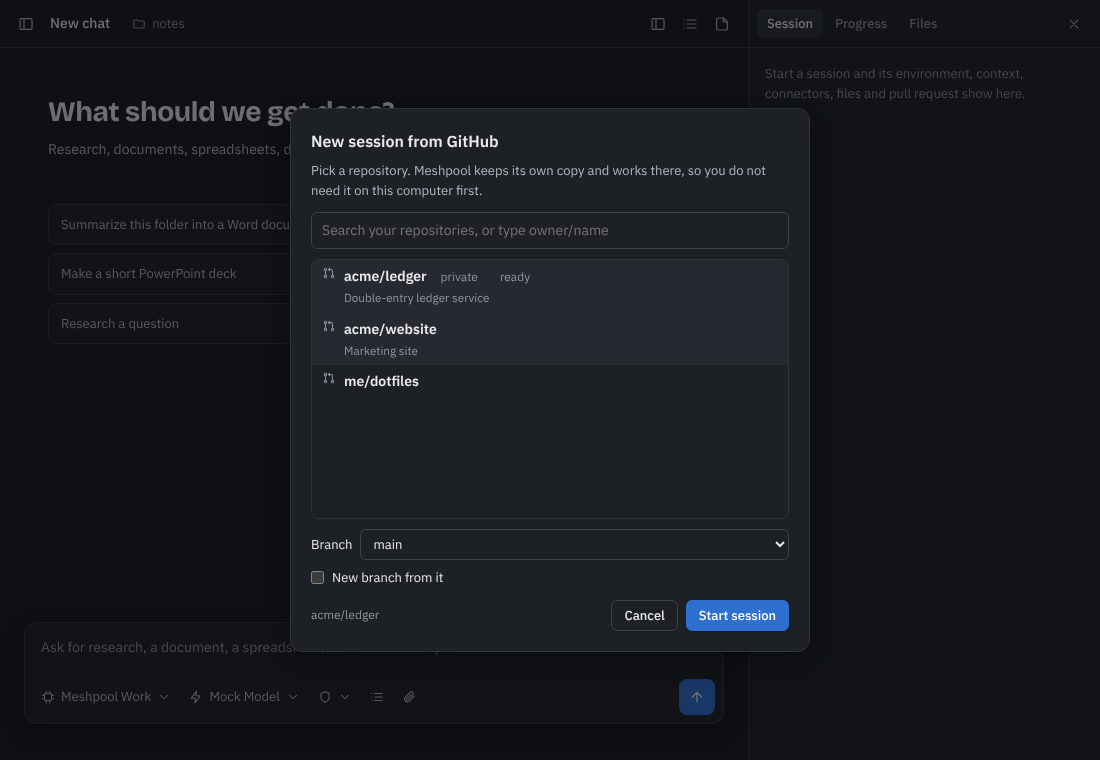 New chat
notes
Session
Progress
Files
Start a session and its environment, context,
connectors, files and pull request show here.
What should we get done?
Research, documents, spreadsheets, d
Summarize this folder into a Word docu
Make a short PowerPoint deck
Research a question
New session from GitHub
Pick a repository. Meshpool keeps its own copy and works there, so you do not
need it on this computer first.
Search your repositories, or type owner/name
acme/ledger private ready
Double-entry ledger service
acme/website
Marketing site
me/dotfiles
Branch main
New branch from it
acme/ledger
Cancel
Start session
Ask for research, a document, a spreads
Meshpool Work
Mock Model